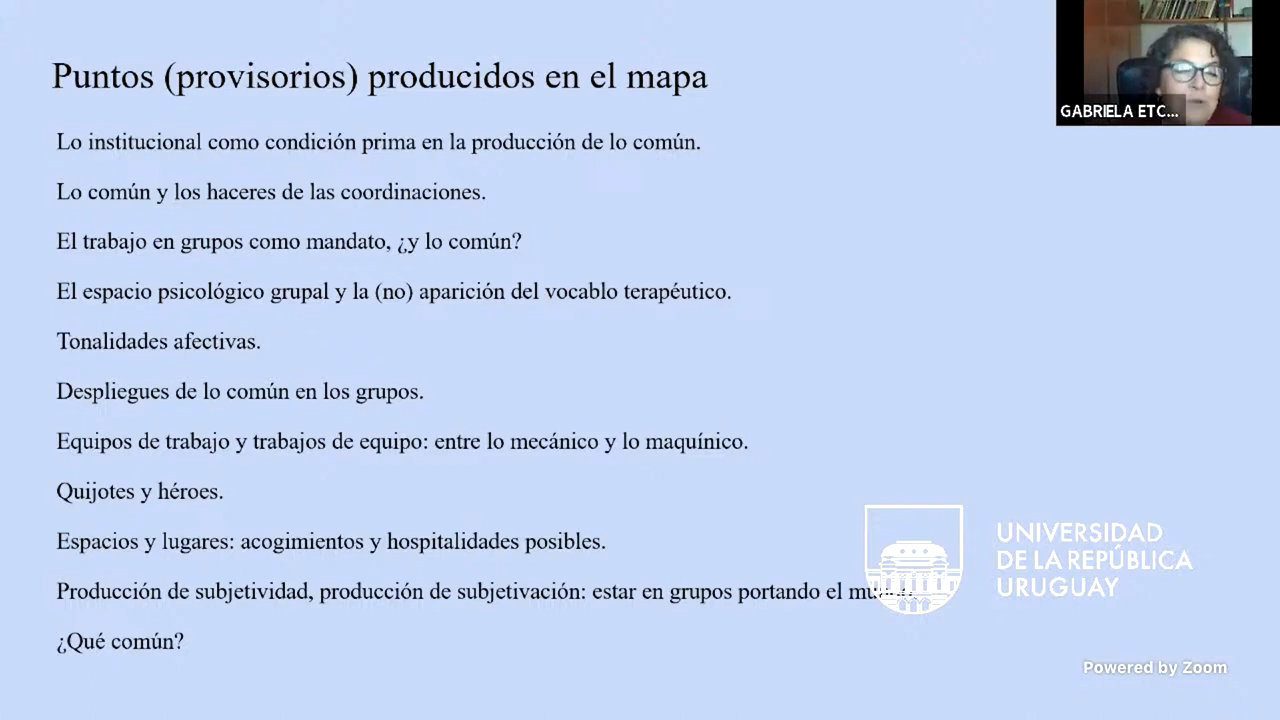 Puntos (provisorios) producidos en el mapa
GABRIELA ETC...
Lo institucional como condición prima en la producción de lo común.
Lo común y los haceres de las coordinaciones.
El trabajo en grupos como mandato, ¿y lo común?
El espacio psicológico grupal y la (no) aparición del vocablo terapéutico.
Tonalidades afectivas.
Despliegues de lo común en los grupos.
Equipos de trabajo y trabajos de equipo: entre lo mecánico y lo maquínico.
Quijotes y héroes.
Espacios y lugares: acogimientos y hospitalidades posibles.
Producción de subjetividad, producción de subjetivación: estar en grupos portando el
¿Qué común?
UNIVERSIDAD
DE LA REPÚBLICA
URUGUAY
Powered by Zoom